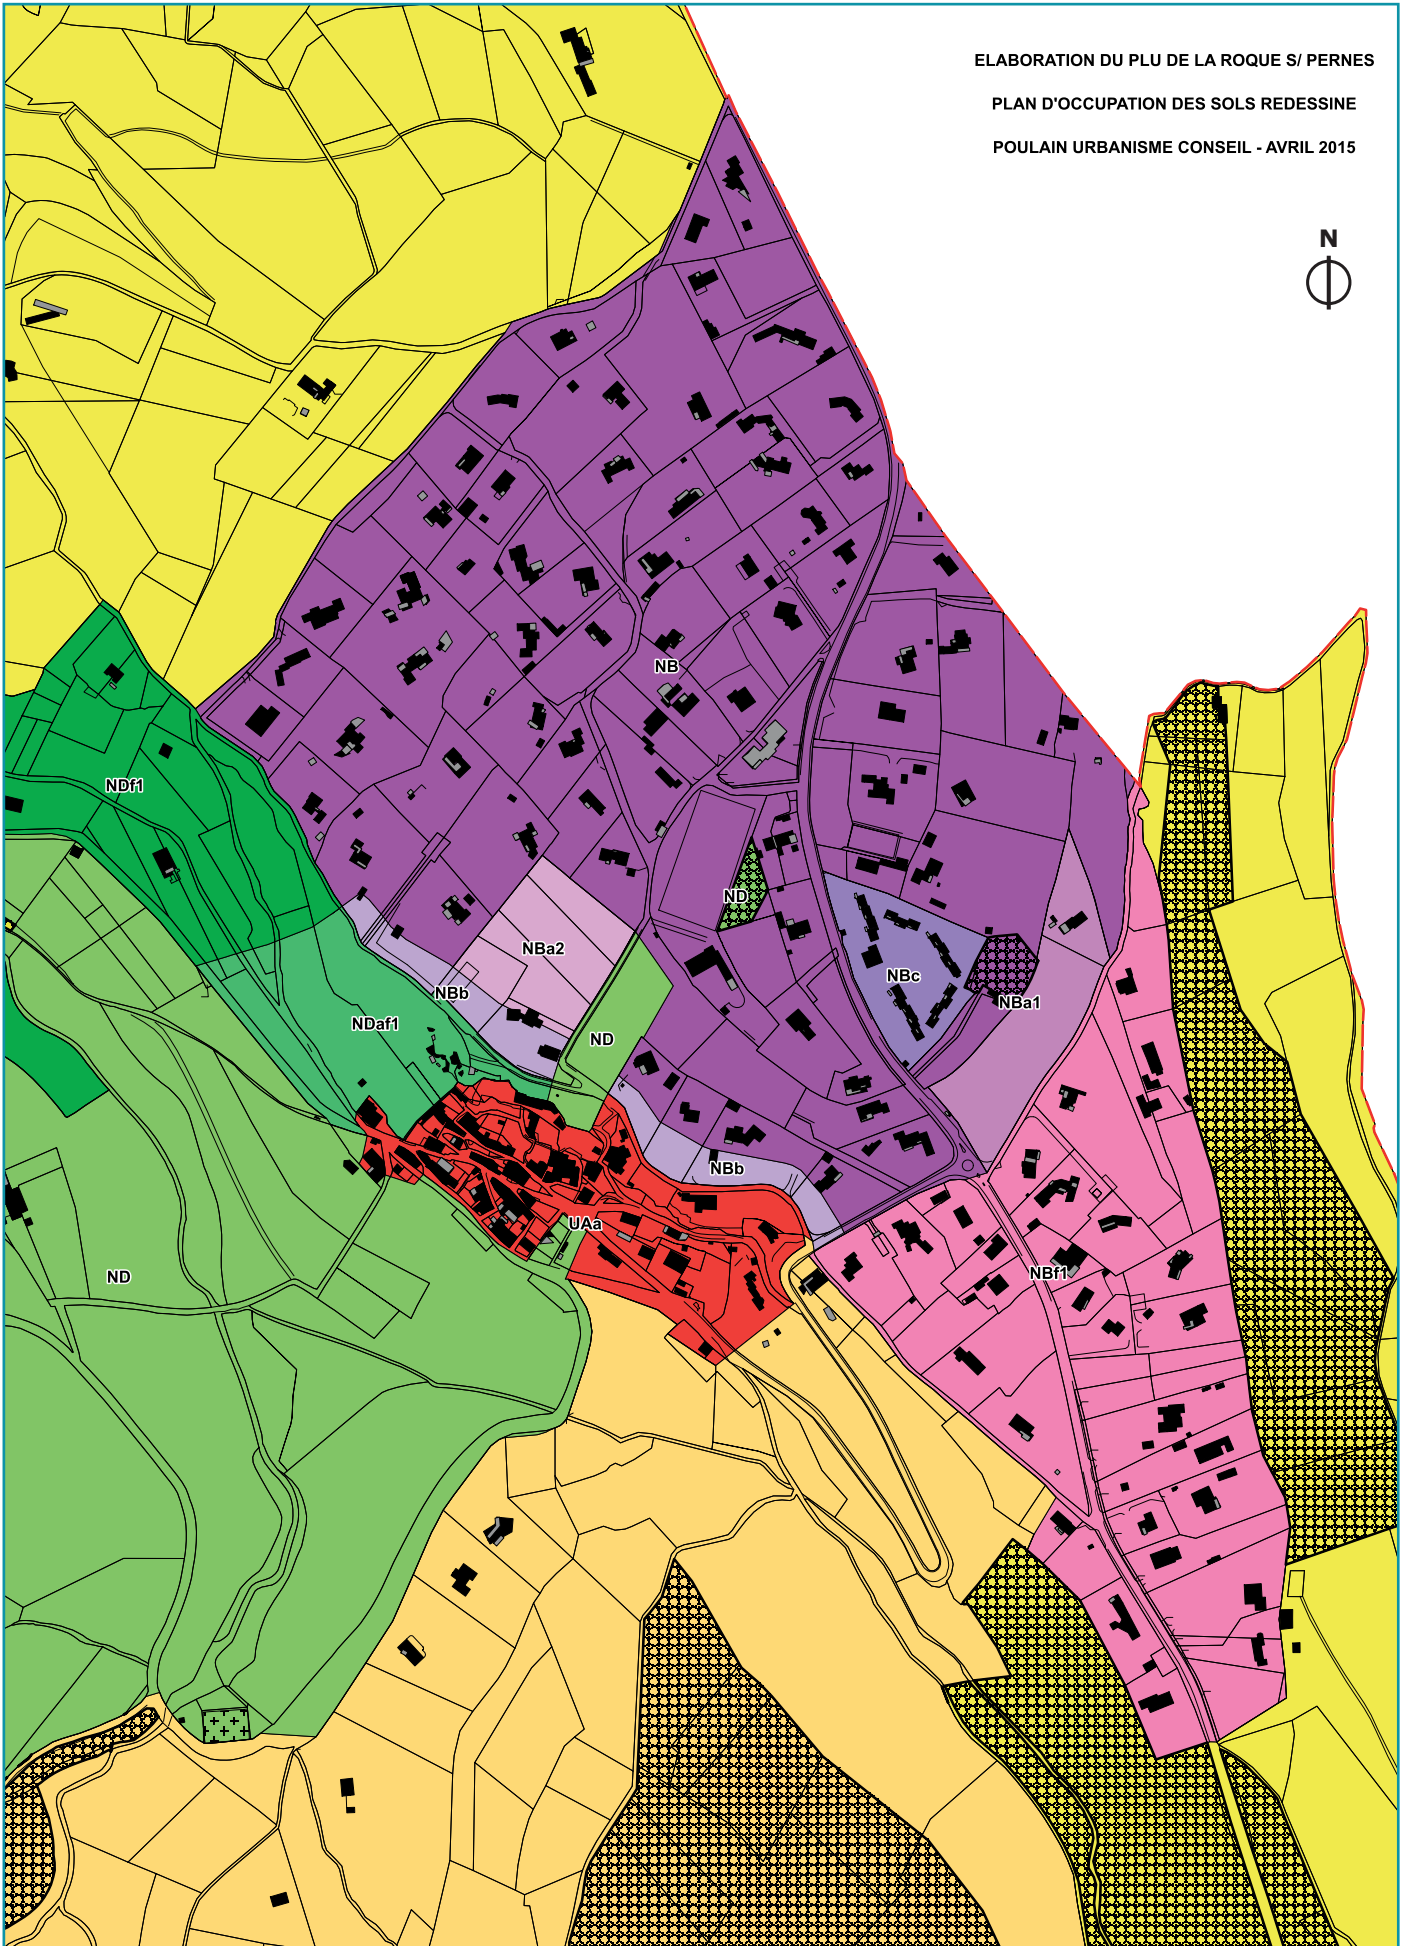 ELABORATION DU PLU DE LA ROQUE S/ PERNES
PLAN D'OCCUPATION DES SOLS REDESSINE
POULAIN URBANISME CONSEIL - AVRIL 2015
N
NB
NDf1
ND
NBa2
NBc
NBb
NBa1
NDaf1
ND
NBb
UAa
NBf1
ND